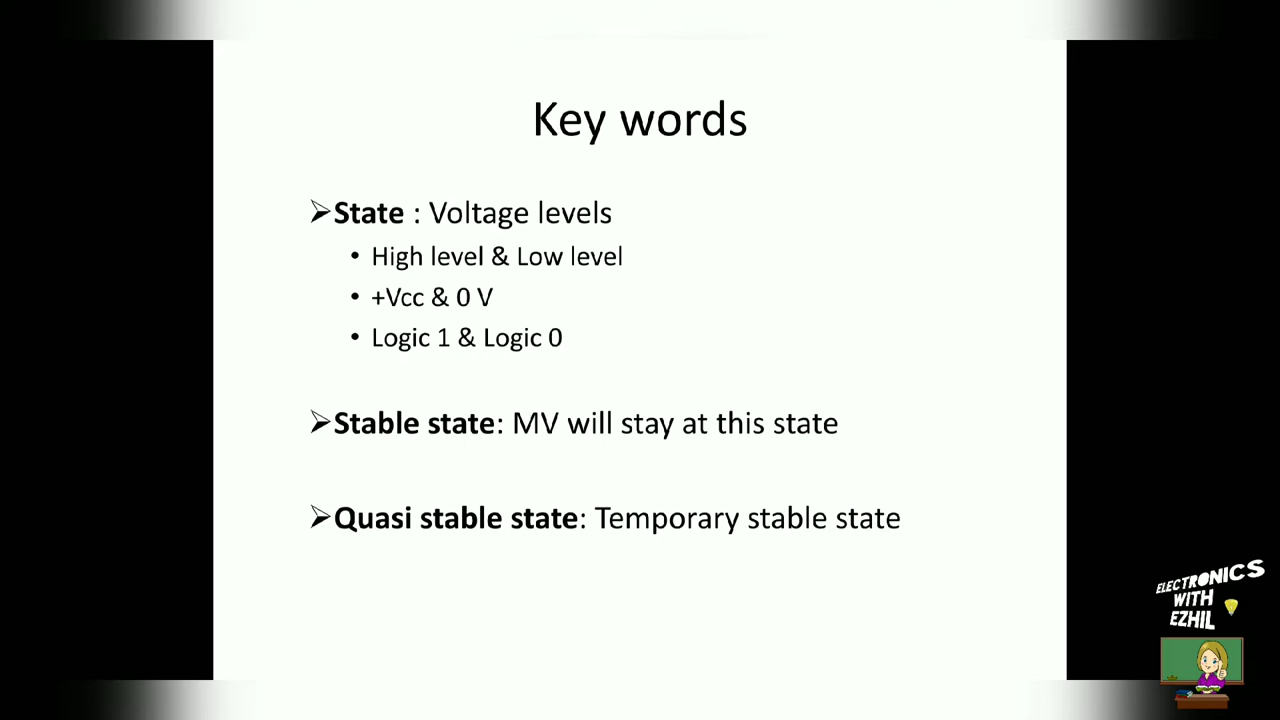 Key words
➢State : Voltage levels
• High level & Low level
• +Vcc & 0 V
• Logic 1 & Logic 0
➢Stable state: MV will stay at this state
➢Quasi stable state: Temporary stable state
ELECTRONICS
WITH
EZHIL